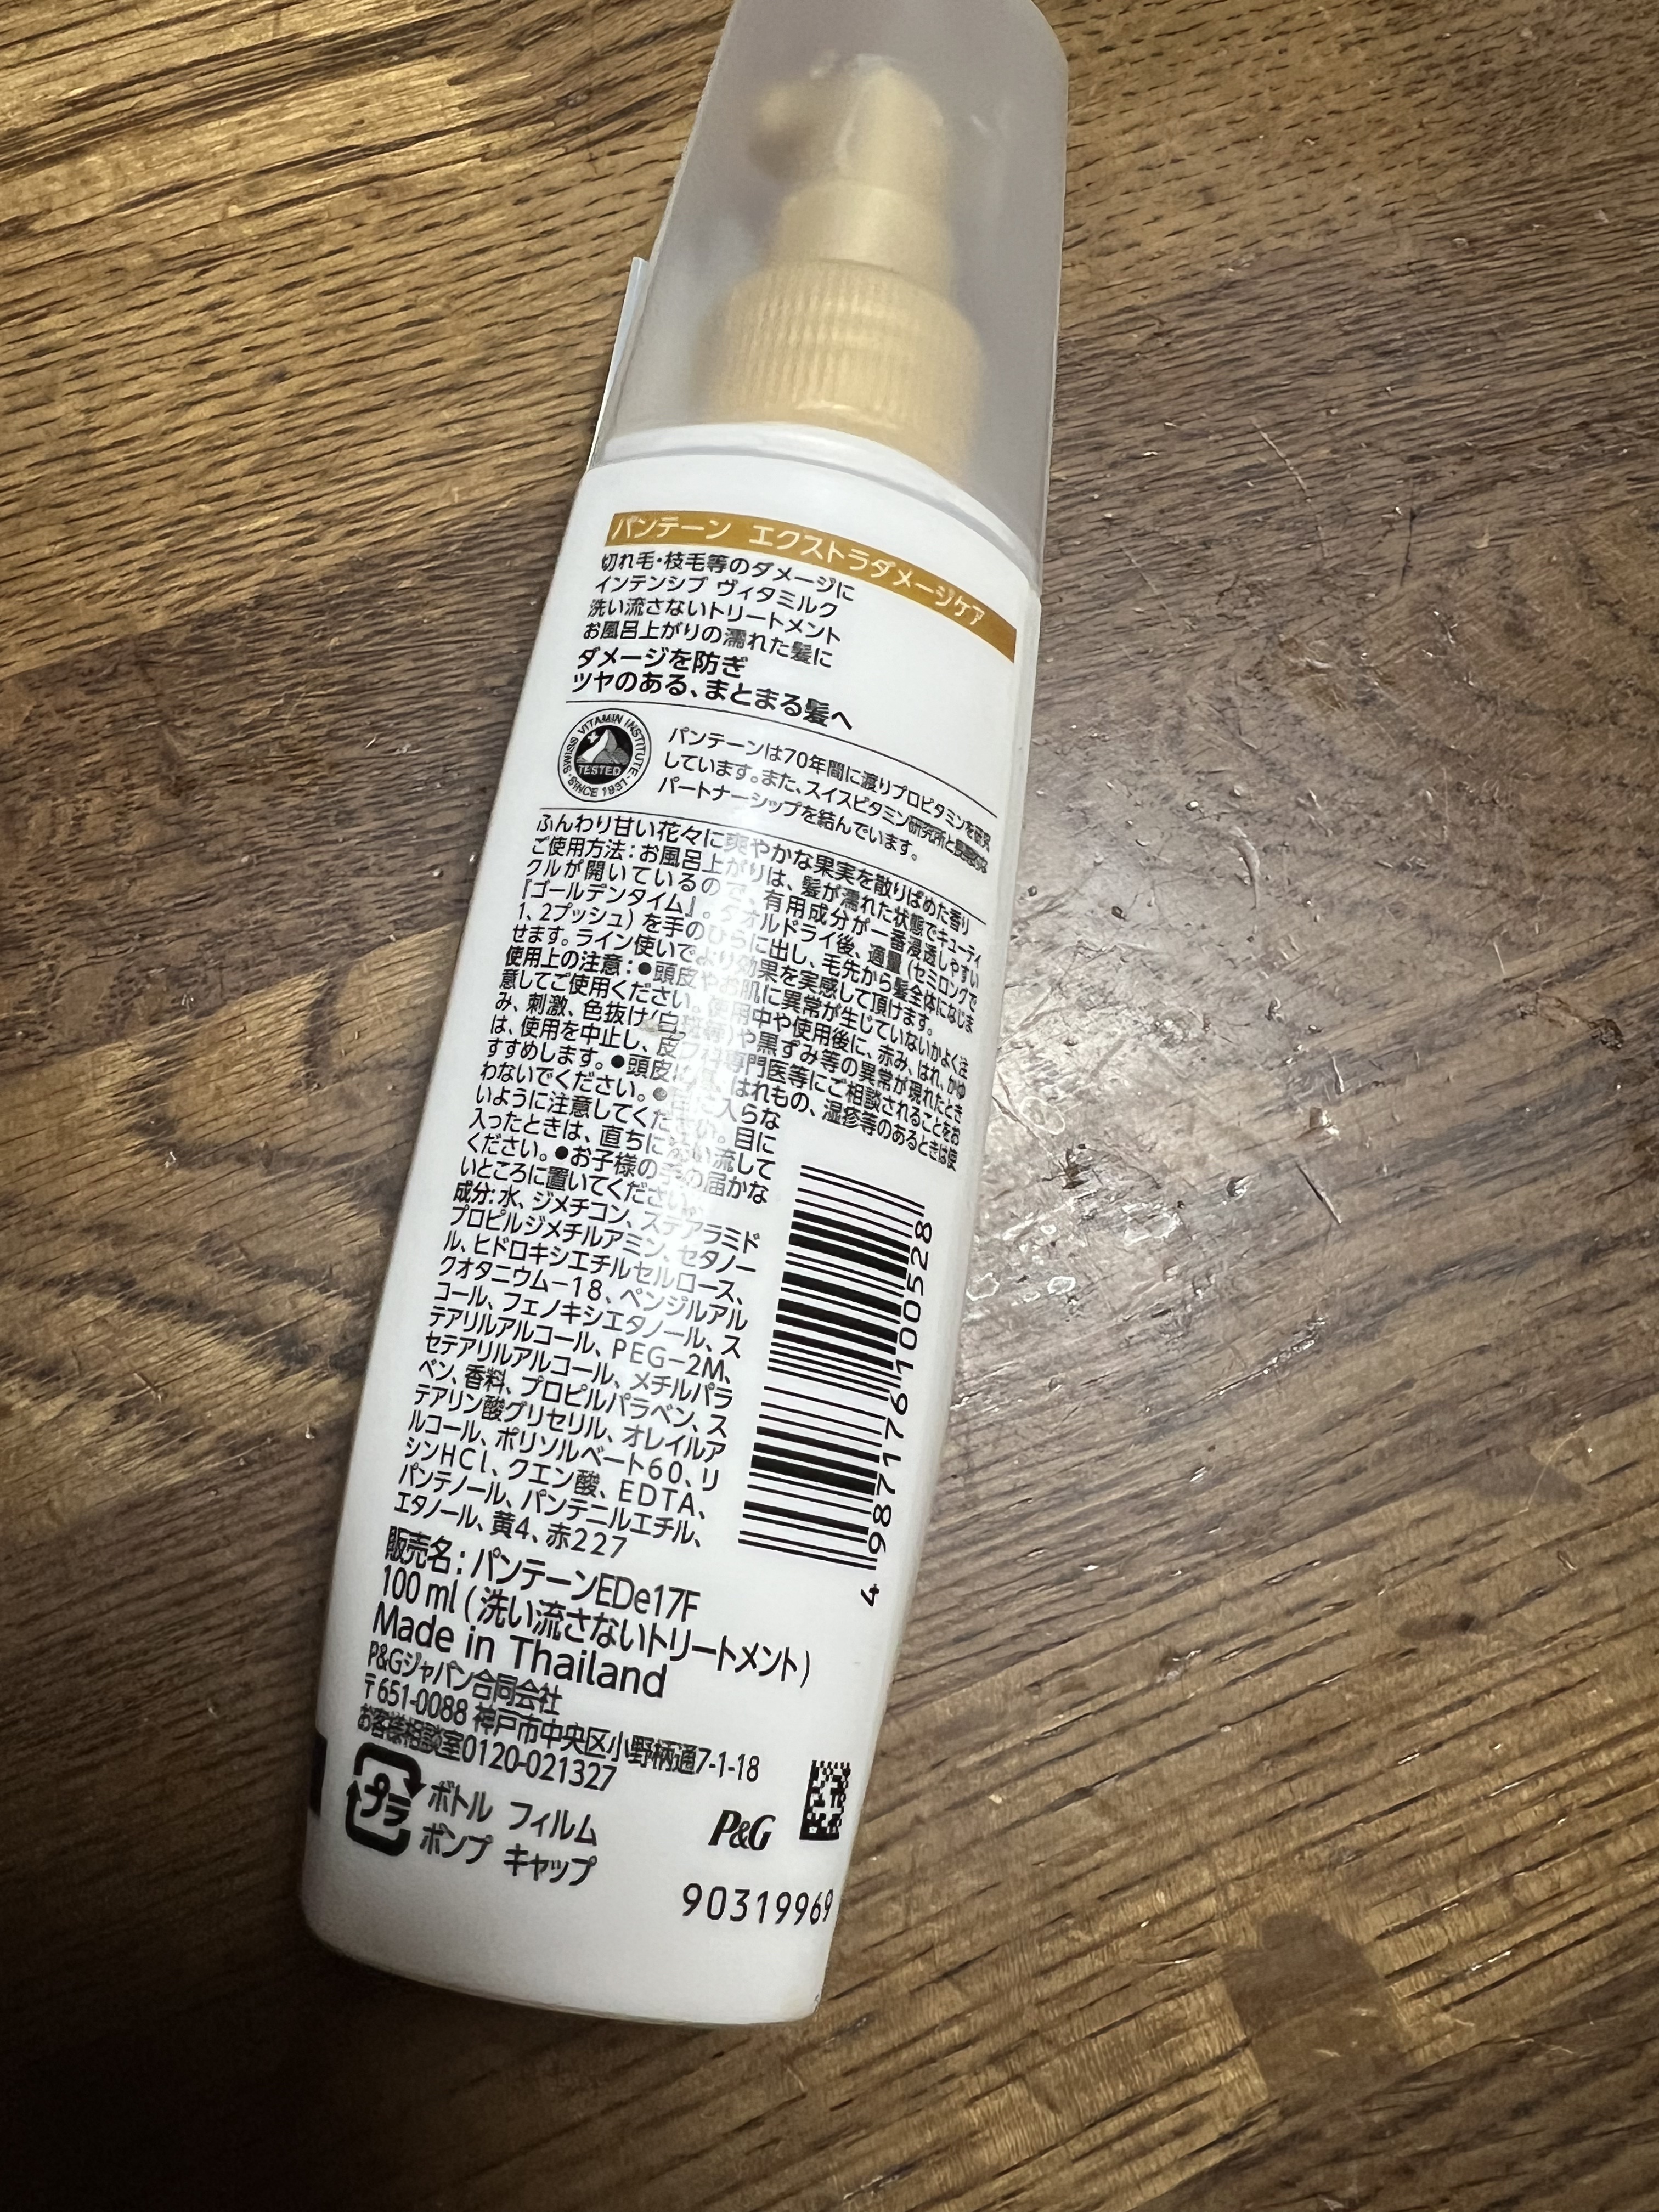 パンテーン エクストラダメージケア
切れ毛・枝毛等のダメージに
インテンシブ ヴィタミルク
洗い流さないトリートメント
お風呂上がりの濡れた髪に
ダメージを防ぎ
ツヤのある、まとまる髪へ
SWISS VITAMIN INSTITUTE・SINCE 1931・
TESTED
パンテーンは70年間に渡りプロビタミンを研究
しています。また、スイスビタミン研究所と
パートナーシップを結んでいます。
ふんわり甘い花々に爽やかな果実を散りばめた香り
ご使用方法：お風呂上がりは、髪が濡れた状態でキューティ
クルが開いているので、有用成分が一番浸透しやすい
『ゴールデンタイム』。タオルドライ後、適量（セミロングで
1、2プッシュ）を手のひらに出し、毛先から髪全体になじま
せます。ライン使いでより効果を実感して頂けます。
使用上の注意：●頭皮やお肌に異常が生じていないかよく注
意してご使用ください。使用中や使用後に、赤み、はれ、かゆ
み、刺激、色抜け(白斑等)や黒ずみ等の異常が現れたとき
は、使用を中止し、皮フ科専門医等にご相談されることをお
すすめします。●頭皮に はれもの、湿疹等のあるときは使
わないでください。●目に入らな
いように注意してください。目に
入ったときは、直ちに洗い流して
ください。●お子様の手の届かな
いところに置いてください。
成分：水、ジメチコン、ステアラミド
プロピルジメチルアミン、セタノー
ル、ヒドロキシエチルセルロース、
クオタニウム−18、ベンジルアル
コール、フェノキシエタノール、ス
テアリルアルコール、PEG−2M、
セテアリルアルコール、メチルパラ
ベン、香料、プロピルパラベン、ス
テアリン酸グリセリル、オレイルア
ルコール、ポリソルベート60、リ
シンHCl、クエン酸、EDTA、
パンテノール、パンテニルエチル、
エタノール、黄4、赤227
4987176100528
販売名：パンテーンEDe17F
100 ml (洗い流さないトリートメント)
Made in Thailand
P&Gジャパン合同会社
〒651-0088 神戸市中央区小野柄通7-1-18
お客様相談室0120-021327
プラ
ボトル フィルム
ポンプ キャップ
P&G
90319969